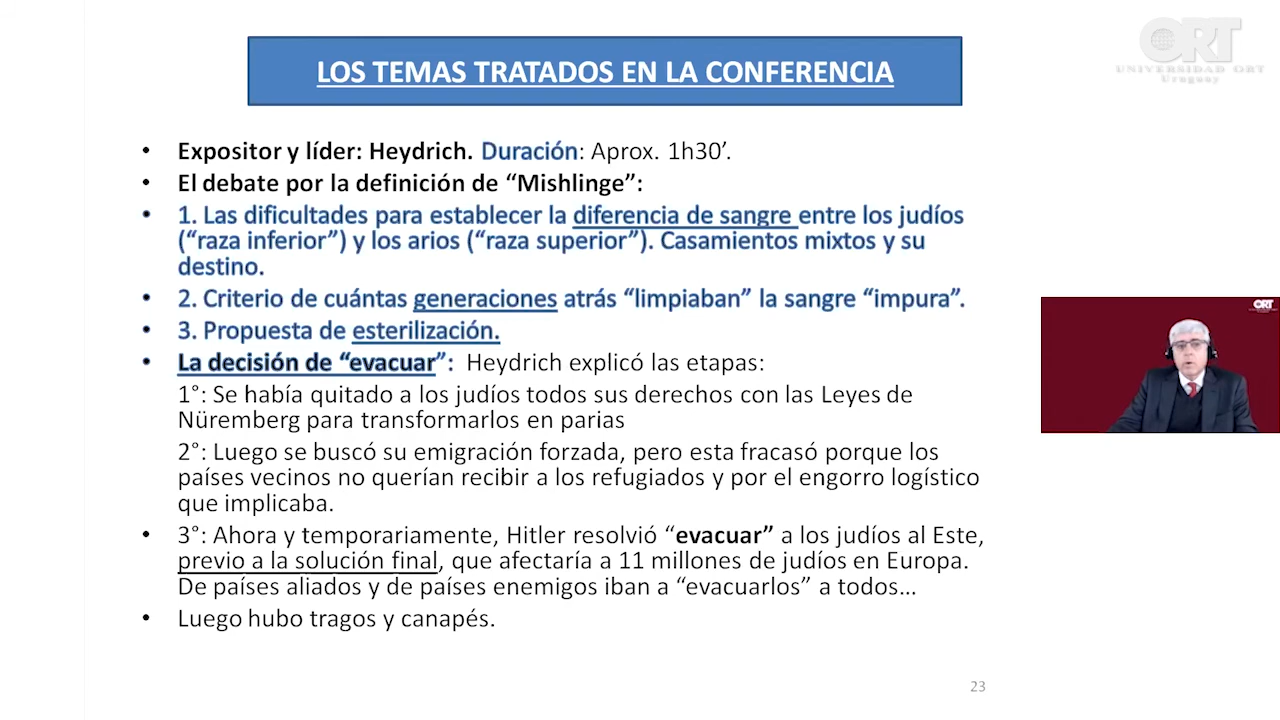 ORT
UNIVERSIDAD ORT
Uruguay
LOS TEMAS TRATADOS EN LA CONFERENCIA
• Expositor y líder: Heydrich. Duración: Aprox. 1h30’.
• El debate por la definición de “Mishlinge”:
• 1. Las dificultades para establecer la diferencia de sangre entre los judíos
(“raza inferior”) y los arios (“raza superior”). Casamientos mixtos y su
destino.
• 2. Criterio de cuántas generaciones atrás “limpiaban” la sangre “impura”.
• 3. Propuesta de esterilización.
• La decisión de “evacuar”: Heydrich explicó las etapas:
1°: Se había quitado a los judíos todos sus derechos con las Leyes de
Nüremberg para transformarlos en parias
2°: Luego se buscó su emigración forzada, pero esta fracasó porque los
países vecinos no querían recibir a los refugiados y por el engorro logístico
que implicaba.
• 3°: Ahora y temporariamente, Hitler resolvió “evacuar” a los judíos al Este,
previo a la solución final, que afectaría a 11 millones de judíos en Europa.
De países aliados y de países enemigos iban a “evacuarlos” a todos…
• Luego hubo tragos y canapés.
ORT
23